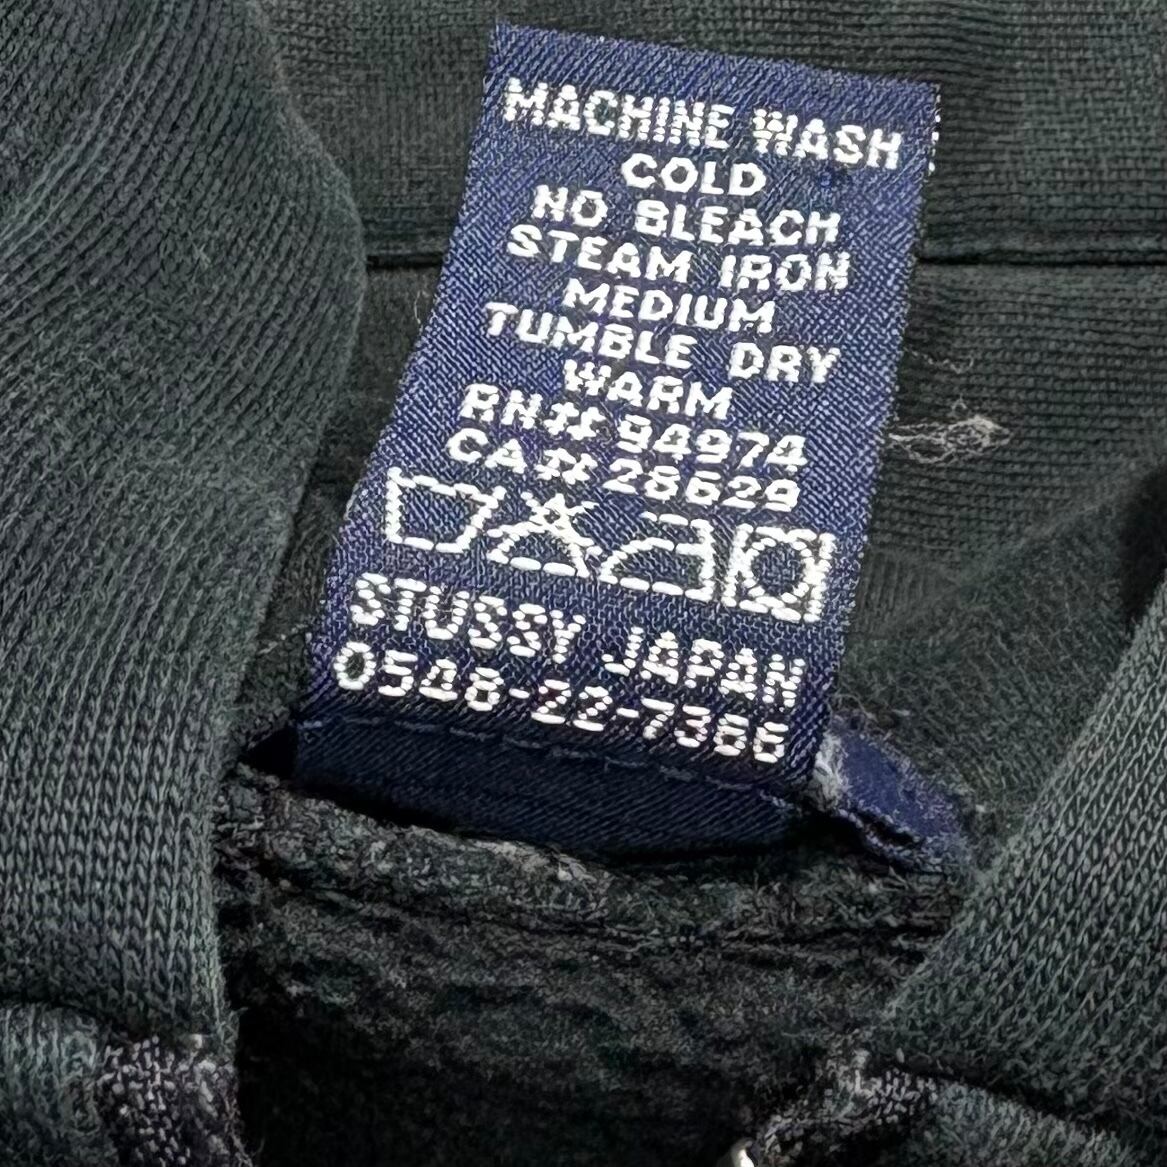 MACHINE WASH
COLD
NO BLEACH
STEAM IRON
MEDIUM
TUMBLE DRY
WARM
RN# 94974
CA# 28629
STUSSY JAPAN
0548-22-7366